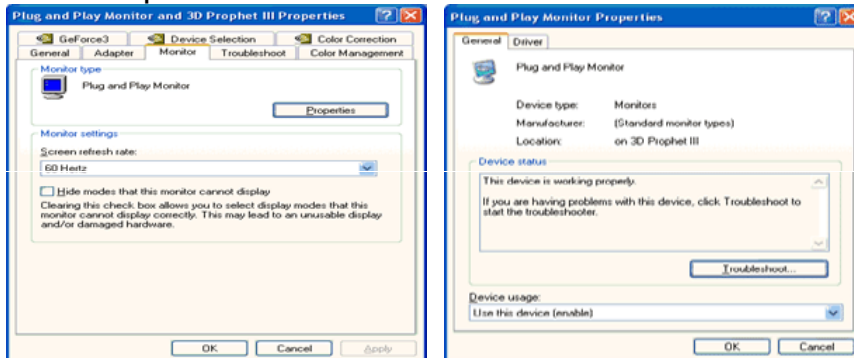 Plug and Play Monitor and 3D Prophet III Properties
GeForce3 Device Selection Color Correction
General Adapter Monitor Troubleshoot Color Management
Monitor type
Plug and Play Monitor
Properties
Monitor settings
Screen refresh rate:
60 Hertz
Hide modes that this monitor cannot display
Clearing this check box allows you to select display modes that this
monitor cannot display correctly. This may lead to an unusable display
and/or damaged hardware.
OK Cancel Apply
Plug and Play Monitor Properties
General Driver
Plug and Play Monitor
Device type: Monitors
Manufacturer: (Standard monitor types)
Location: on 3D Prophet III
Device status
This device is working properly.
If you are having problems with this device, click Troubleshoot to
start the troubleshooter.
Troubleshoot...
Device usage:
Use this device (enable)
OK Cancel